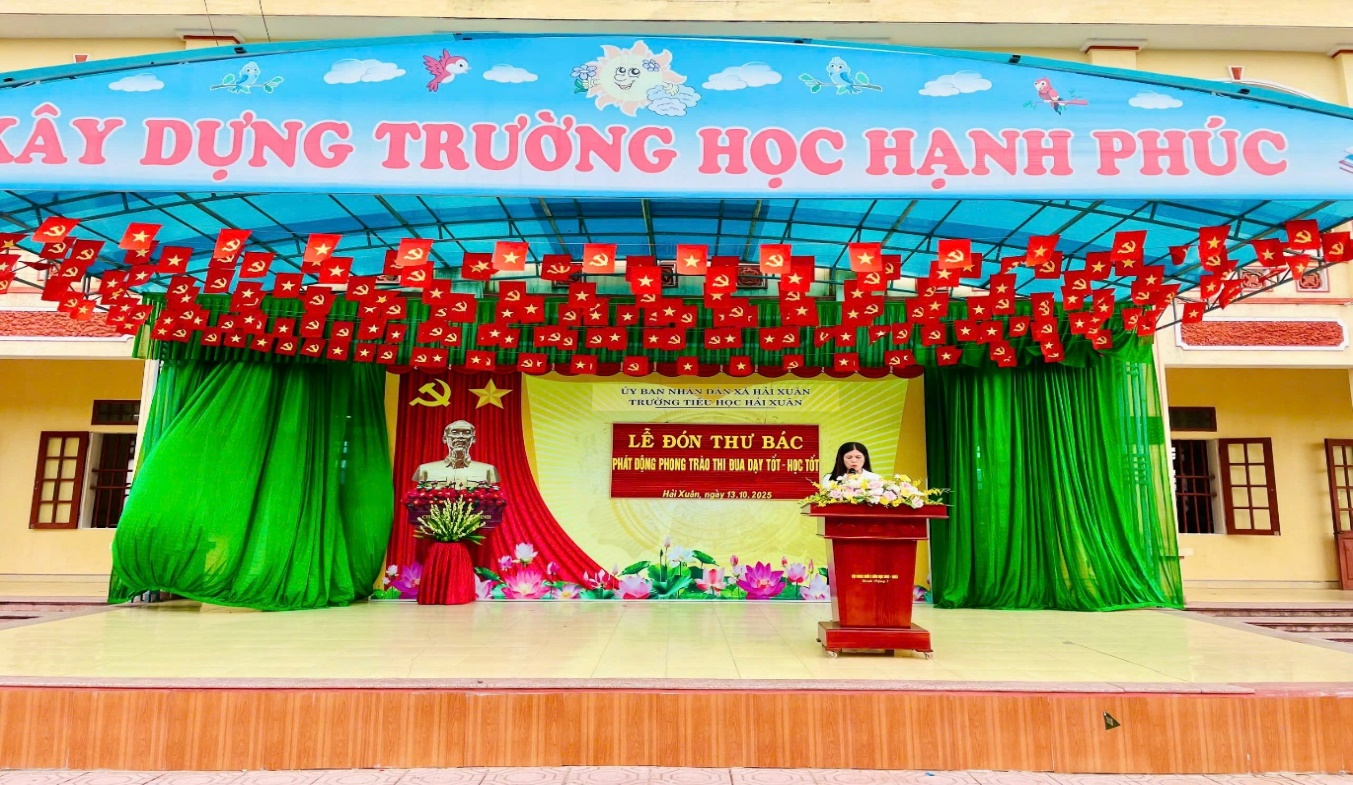 XÂY DỰNG TRƯỜNG HỌC HẠNH PHÚC
ỦY BAN NHÂN DÂN XÃ HẢI XUÂN
TRƯỜNG TIỂU HỌC HẢI XUÂN
LỄ ĐÓN THƯ BÁC
PHÁT ĐỘNG PHONG TRÀO THI ĐUA DẠY TỐT - HỌC TỐT
Hải Xuân, ngày 13.10.2025